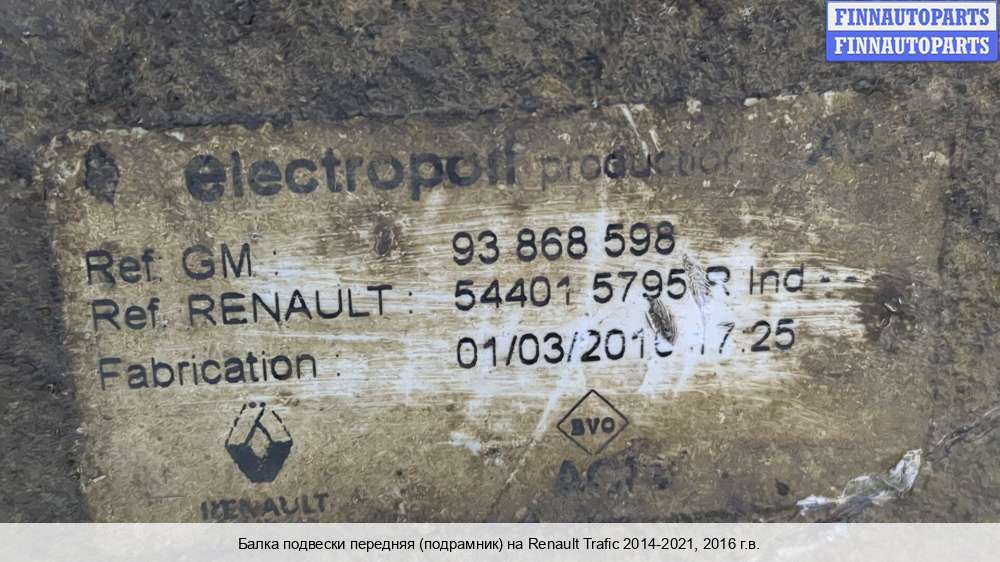 FINNAUTOPARTS
FINNAUTOPARTS
electropoli production
Ref. GM : 93 868 598
Ref. RENAULT : 54401 5795 R Ind --
Fabrication : 01/03/2016 17.25
BVO
RENAULT
Балка подвески передняя (подрамник) на Renault Trafic 2014-2021, 2016 г.в.